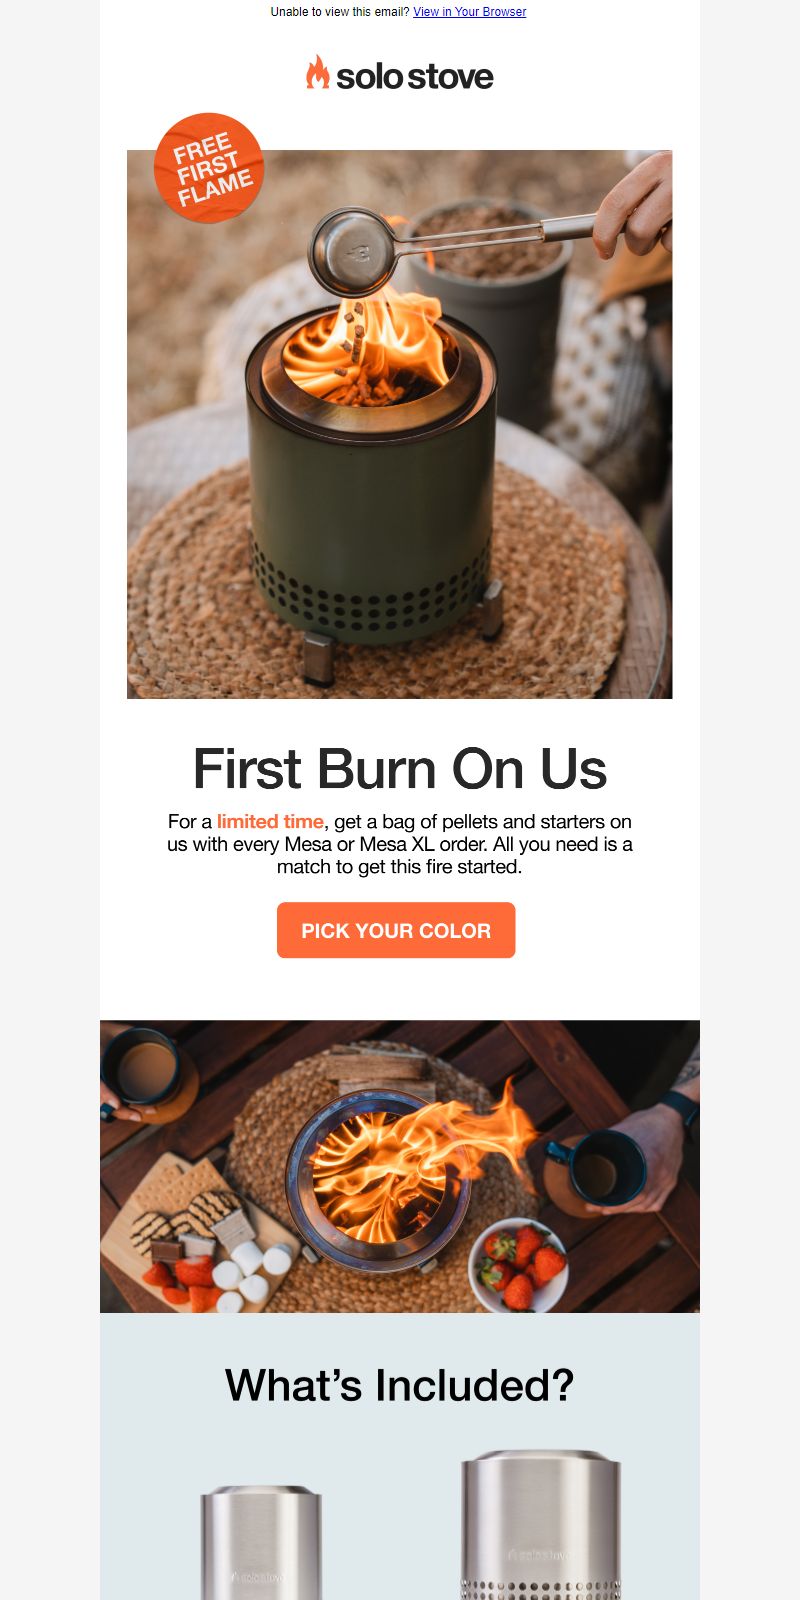 Unable to view this email? View in Your Browser
solo stove
FREE
FIRST
FLAME
First Burn On Us
For a limited time, get a bag of pellets and starters on
us with every Mesa or Mesa XL order. All you need is a
match to get this fire started.
PICK YOUR COLOR
What's Included?
solo stove
solo stove